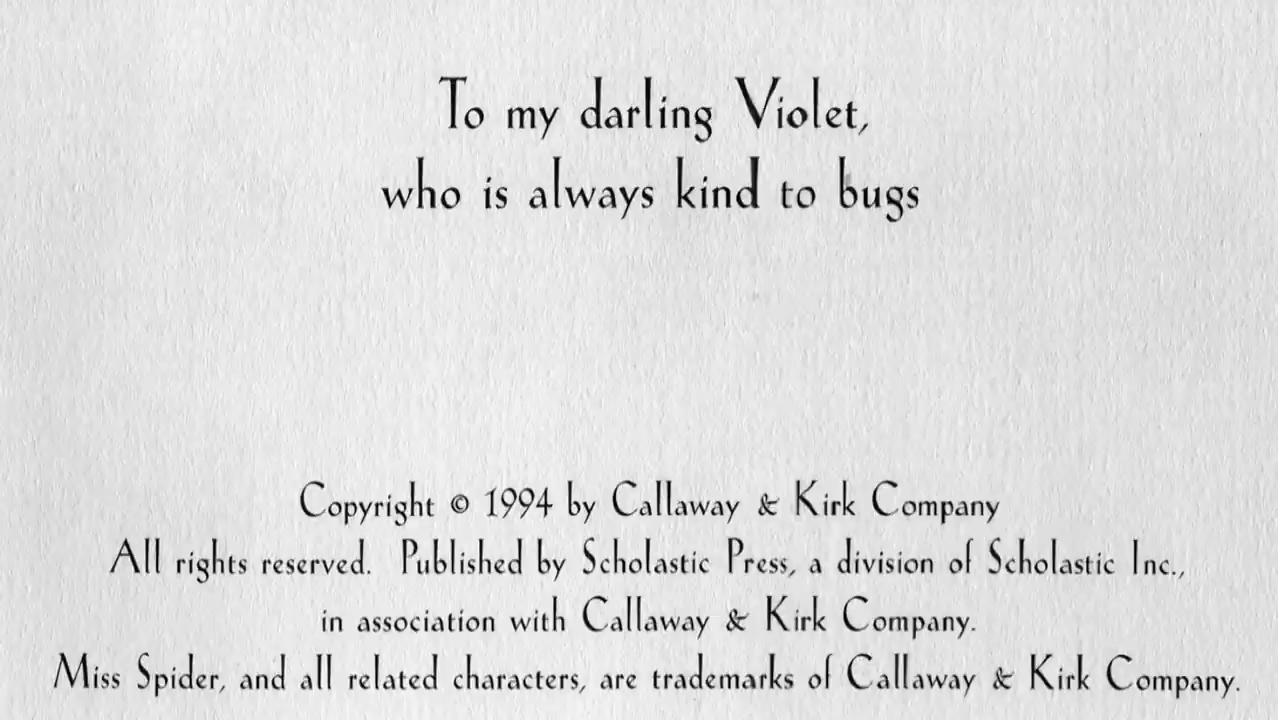 To my darling Violet,
who is always kind to bugs
Copyright © 1994 by Callaway & Kirk Company
All rights reserved. Published by Scholastic Press, a division of Scholastic Inc.,
in association with Callaway & Kirk Company.
Miss Spider, and all related characters, are trademarks of Callaway & Kirk Company.